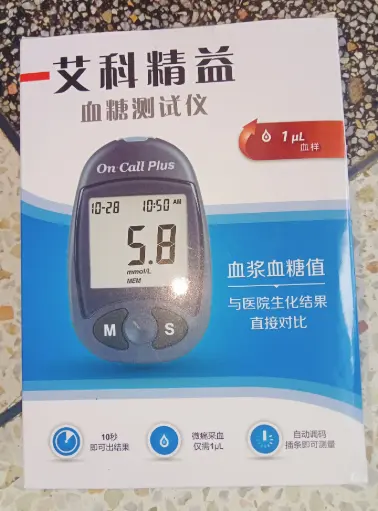 艾科精益
血糖测试仪
1 μL
血样
On Call Plus
10-28 10:50 AM
5.8
mmol/L
MEM
M S
血浆血糖值
与医院生化结果
直接对比
10秒
即可出结果
微痛采血
仅需1μL
自动调码
插条即可测量